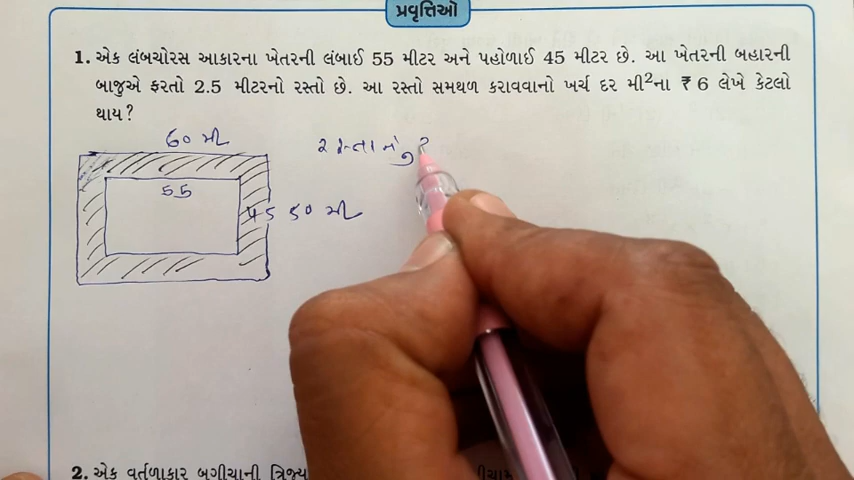 પ્રવૃત્તિઓ
1. એક લંબચોરસ આકારના ખેતરની લંબાઈ 55 મીટર અને પહોળાઈ 45 મીટર છે. આ ખેતરની બહારની
બાજુએ ફરતો 2.5 મીટરનો રસ્તો છે. આ રસ્તો સમથળ કરાવવાનો ખર્ચ દર મી²ના ₹ 6 લેખે કેટલો
થાય?
60 મી
રસ્તાનું
55
45 50 મી
2. એક વર્તુળાકાર બગીચાની ત્રિજ્ય